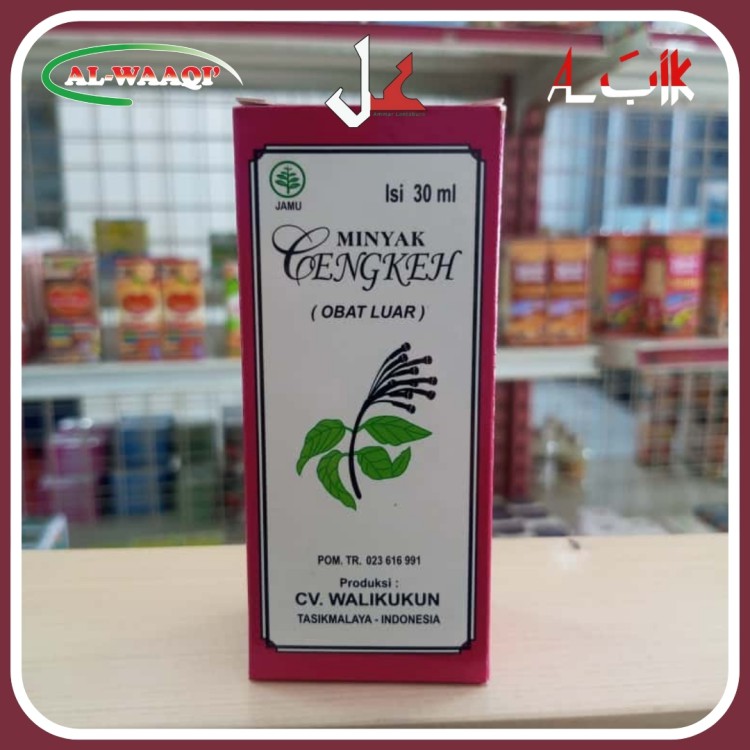 AL-WAAQI'
JAMU
Isi 30 ml
MINYAK
CENGKEH
( OBAT LUAR )
POM. TR. 023 616 991
Produksi :
CV. WALIKUKUN
TASIKMALAYA - INDONESIA